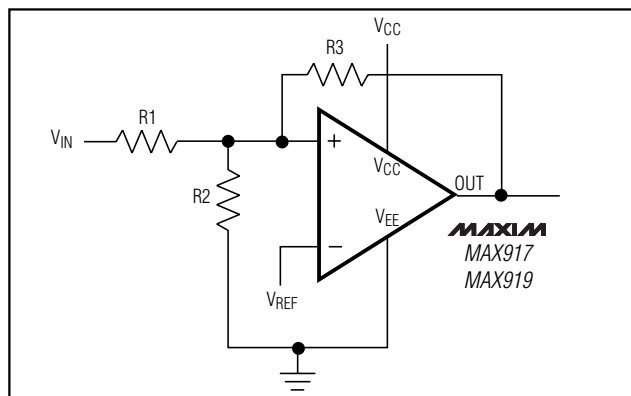 VCC
R3
VIN
R1
+
VCC
OUT
R2
VEE
−
VREF
MAXIM
MAX917
MAX919